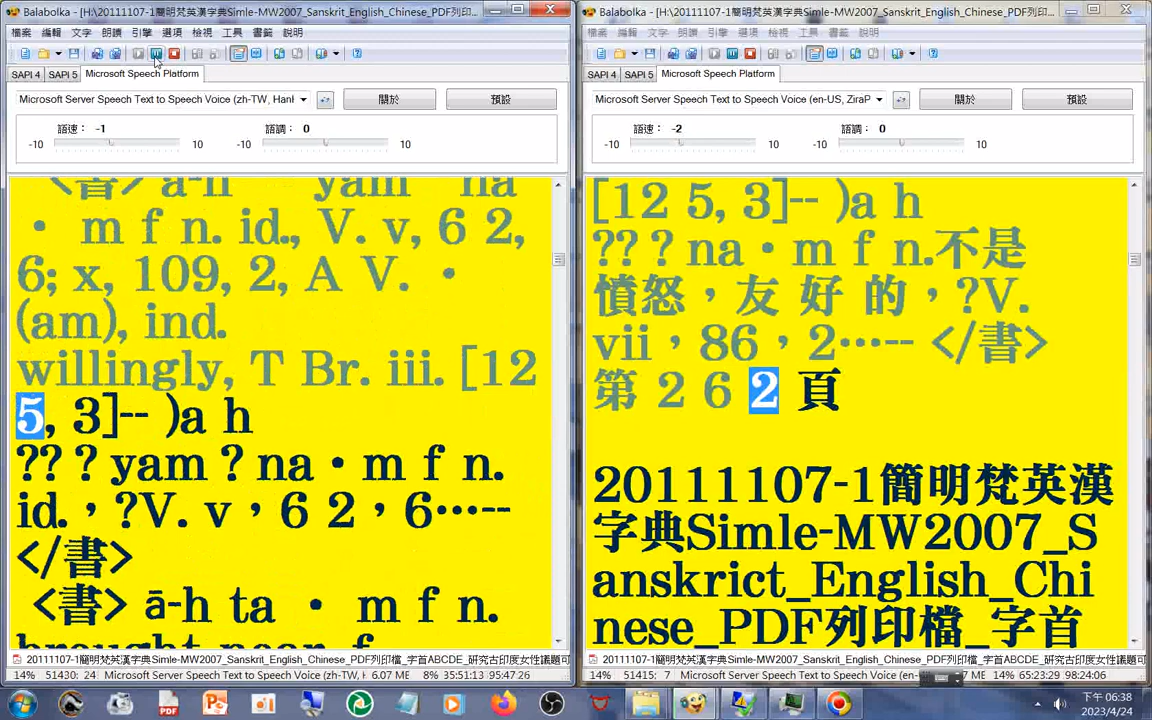 Balabolka - [H:\20111107-1簡明梵英漢字典Simle-MW2007_Sanskrit_English_Chinese_PDF列印...
檔案 編輯 文字 朗讀 引擎 選項 檢視 工具 書籤 說明
SAPI 4 SAPI 5 Microsoft Speech Platform
Microsoft Server Speech Text to Speech Voice (zh-TW, Hanl
關於 預設
語速： -1 語調： 0
-10 10 -10 10
<書> ā-h yam na
• m f n. id., V. v, 6 2,
6; x, 109, 2, A V. •
(am), ind.
willingly, T Br. iii. [12
5, 3]-- )a h
?? ? yam ? na • m f n.
id.，?V. v，6 2，6…--
</書>
<書> ā-h ta • m f n.
brought near, f
20111107-1簡明梵英漢字典Simle-MW2007_Sanskrit_English_Chinese_PDF列印檔_字首ABCDE_研究古印度女性議題可
14% 51430: 24 Microsoft Server Speech Text to Speech Voice (zh-TW, 6.07 MB 8% 35:51:13 95:47:26
Balabolka - [H:\20111107-1簡明梵英漢字典Simle-MW2007_Sanskrit_English_Chinese_PDF列印...
檔案 編輯 文字 朗讀 引擎 選項 檢視 工具 書籤 說明
SAPI 4 SAPI 5 Microsoft Speech Platform
Microsoft Server Speech Text to Speech Voice (en-US, ZiraP
關於 預設
語速： -2 語調： 0
-10 10 -10 10
[12 5, 3]-- )a h
?? ? na • m f n.不是
憤怒，友 好 的，?V.
vii，86，2…-- </書>
第 2 6 2 頁
20111107-1簡明梵英漢
字典Simle-MW2007_S
anskrict_English_Chi
nese_PDF列印檔_字首
20111107-1簡明梵英漢字典Simle-MW2007_Sanskrit_English_Chinese_PDF列印檔_字首ABCDE_研究古印度女性議題可
14% 51415: 7 Microsoft Server Speech Text to Speech Voice (en- 14% 65:23:29 98:24:06
PDF
下午 06:38
2023/4/24